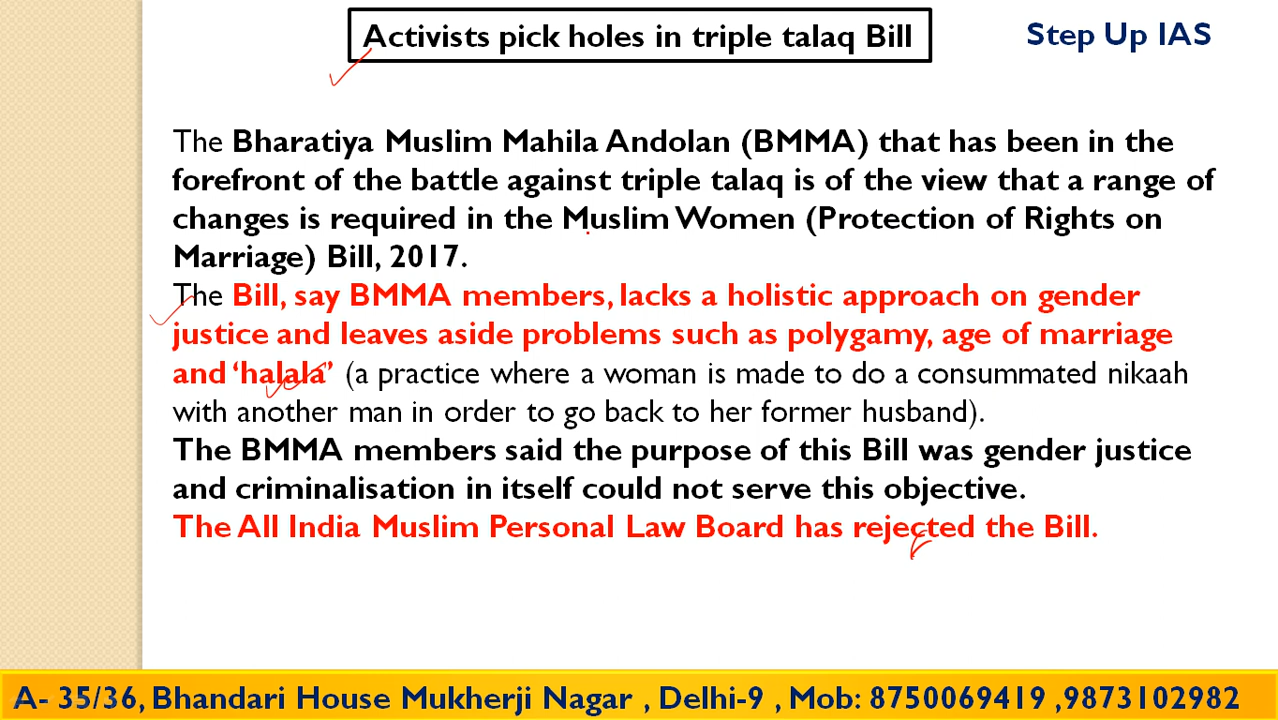 Activists pick holes in triple talaq Bill
Step Up IAS
The Bharatiya Muslim Mahila Andolan (BMMA) that has been in the
forefront of the battle against triple talaq is of the view that a range of
changes is required in the Muslim Women (Protection of Rights on
Marriage) Bill, 2017.
The Bill, say BMMA members, lacks a holistic approach on gender
justice and leaves aside problems such as polygamy, age of marriage
and ‘halala’ (a practice where a woman is made to do a consummated nikaah
with another man in order to go back to her former husband).
The BMMA members said the purpose of this Bill was gender justice
and criminalisation in itself could not serve this objective.
The All India Muslim Personal Law Board has rejected the Bill.
A- 35/36, Bhandari House Mukherji Nagar , Delhi-9 , Mob: 8750069419 ,9873102982